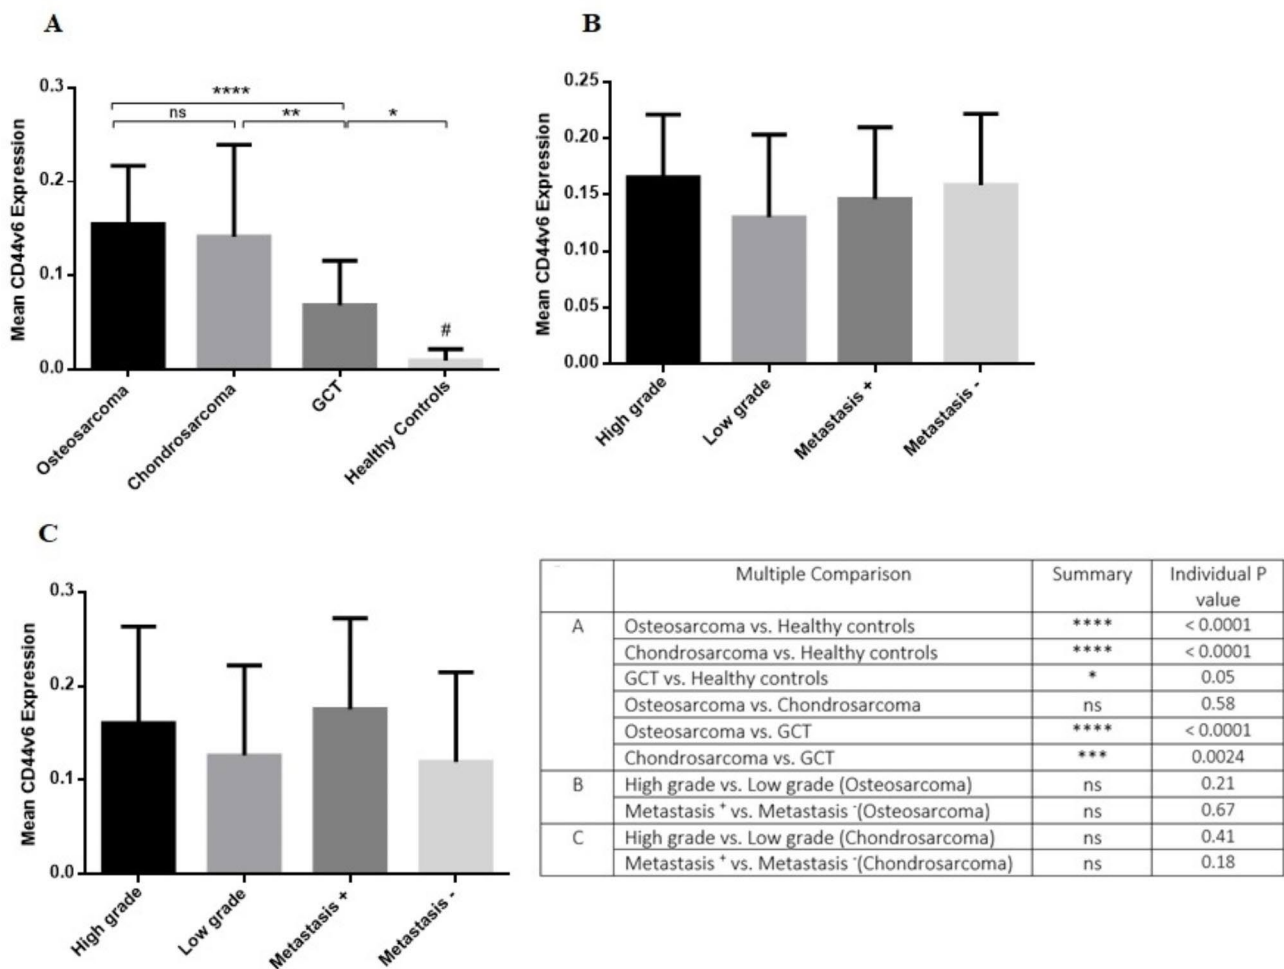 A
Mean CD44v6 Expression
0.3
0.2
0.1
0.0
****
ns
**
*
#
Osteosarcoma
Chondrosarcoma
GCT
Healthy Controls
B
Mean CD44v6 Expression
0.25
0.20
0.15
0.10
0.05
0.00
High grade
Low grade
Metastasis +
Metastasis -
C
Mean CD44v6 Expression
0.3
0.2
0.1
0.0
High grade
Low grade
Metastasis +
Metastasis -
Multiple Comparison Summary Individual P
value
A Osteosarcoma vs. Healthy controls **** < 0.0001
Chondrosarcoma vs. Healthy controls **** < 0.0001
GCT vs. Healthy controls * 0.05
Osteosarcoma vs. Chondrosarcoma ns 0.58
Osteosarcoma vs. GCT **** < 0.0001
Chondrosarcoma vs. GCT *** 0.0024
B High grade vs. Low grade (Osteosarcoma) ns 0.21
Metastasis ⁺ vs. Metastasis ⁻(Osteosarcoma) ns 0.67
C High grade vs. Low grade (Chondrosarcoma) ns 0.41
Metastasis ⁺ vs. Metastasis ⁻(Chondrosarcoma) ns 0.18